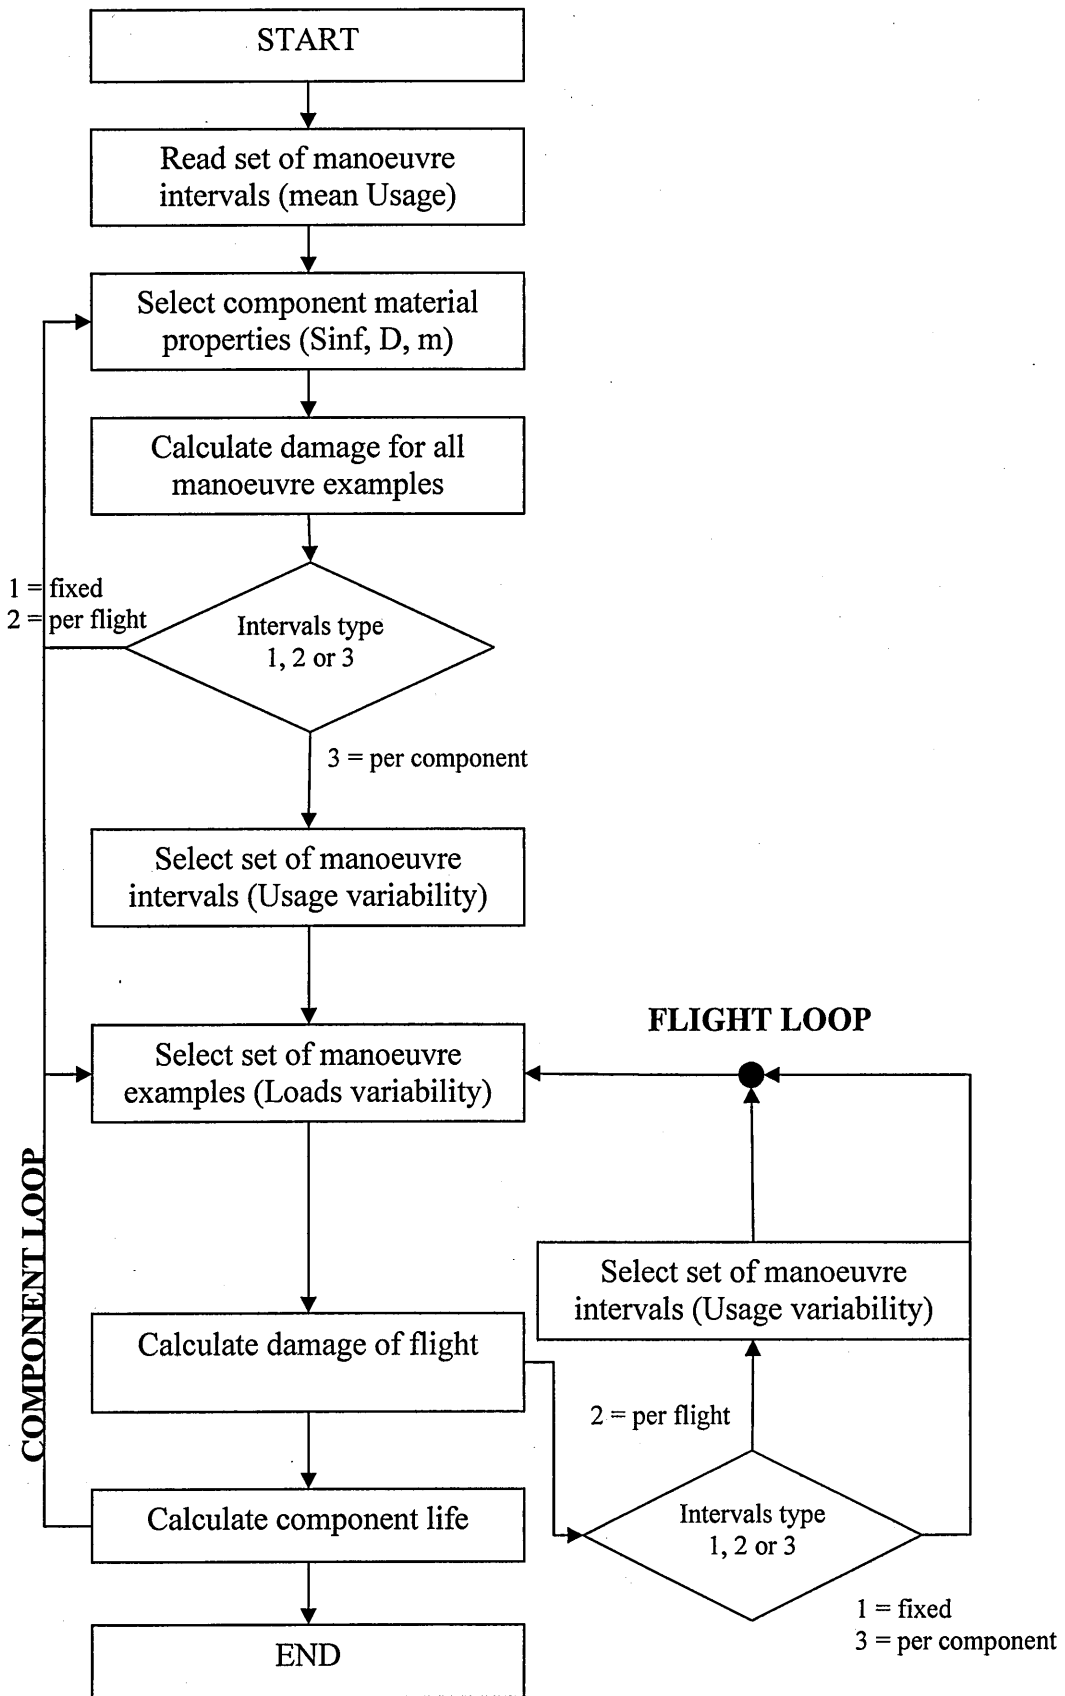 START
Read set of manoeuvre
intervals (mean Usage)
Select component material
properties (Sinf, D, m)
Calculate damage for all
manoeuvre examples
1 = fixed
2 = per flight
Intervals type
1, 2 or 3
3 = per component
Select set of manoeuvre
intervals (Usage variability)
FLIGHT LOOP
Select set of manoeuvre
examples (Loads variability)
COMPONENT LOOP
Select set of manoeuvre
intervals (Usage variability)
Calculate damage of flight
2 = per flight
Calculate component life
Intervals type
1, 2 or 3
1 = fixed
3 = per component
END